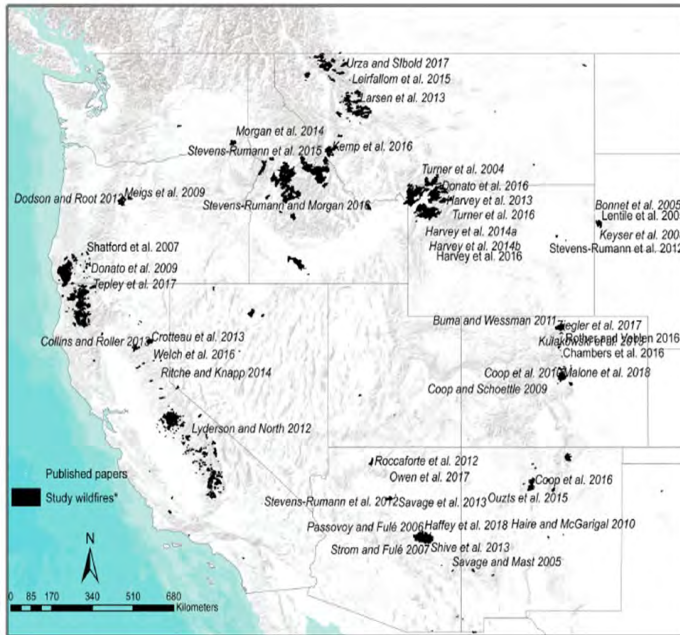 Urza and SIbold 2017
Leirfallom et al. 2015
Larsen et al. 2013
Morgan et al. 2014
Stevens-Rumann et al. 2015
Kemp et al. 2016
Turner et al. 2004
Donato et al. 2016
Harvey et al. 2013
Turner et al. 2016
Harvey et al. 2014a
Harvey et al. 2014b
Harvey et al. 2016
Dodson and Root 2013
Meigs et al. 2009
Stevens-Rumann and Morgan 2016
Bonnet et al. 2005
Lentile et al. 2005
Keyser et al. 200
Stevens-Rumann et al. 2012
Shatford et al. 2007
Donato et al. 2009
Tepley et al. 2017
Collins and Roller 2013
Crotteau et al. 2013
Welch et al. 2016
Ritche and Knapp 2014
Buma and Wessman 2011
Ziegler et al. 2017
Rother and Veblen 2016
Kulakowski et al.
Chambers et al. 2016
Coop et al. 2010
Malone et al. 2018
Coop and Schoettle 2009
Lyderson and North 2012
Roccaforte et al. 2012
Owen et al. 2017
Coop et al. 2016
Ouzts et al. 2015
Stevens-Rumann et al. 2012
Savage et al. 2013
Passovoy and Fulé 2006
Haffey et al. 2018
Haire and McGarigal 2010
Strom and Fulé 2007
Shive et al. 2013
Savage and Mast 2005
Published papers
Study wildfires*
N
0 85 170 340 510 680
Kilometers